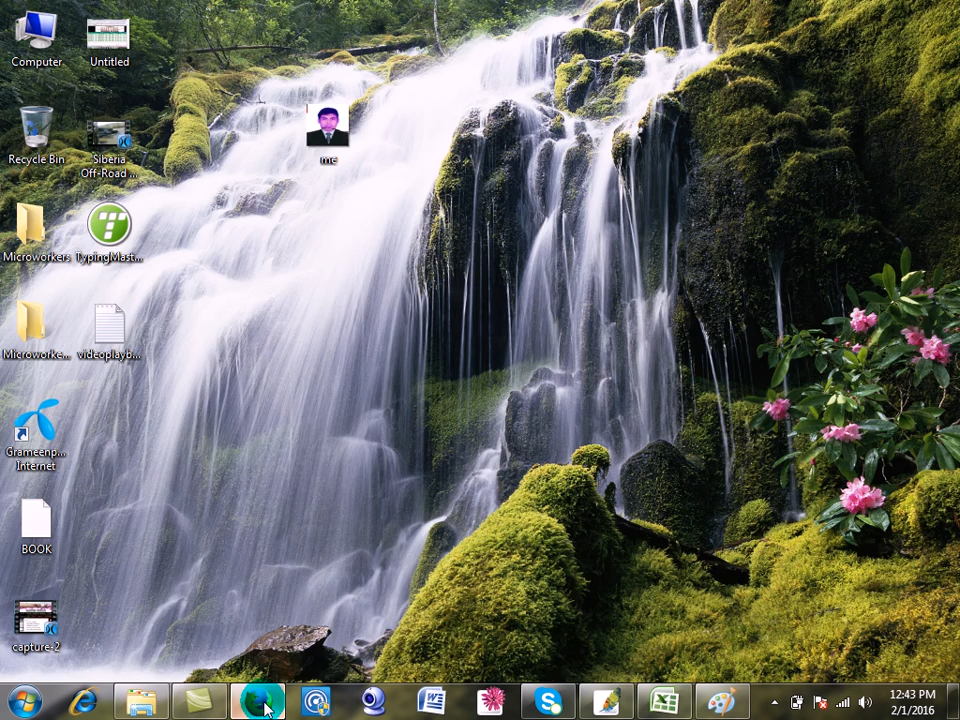 Computer
Untitled
Recycle Bin
Siberia
Off-Road ...
me
Microworkers
TypingMast...
Microworke...
videoplayb...
Grameenp...
Internet
BOOK
capture-2
12:43 PM
2/1/2016